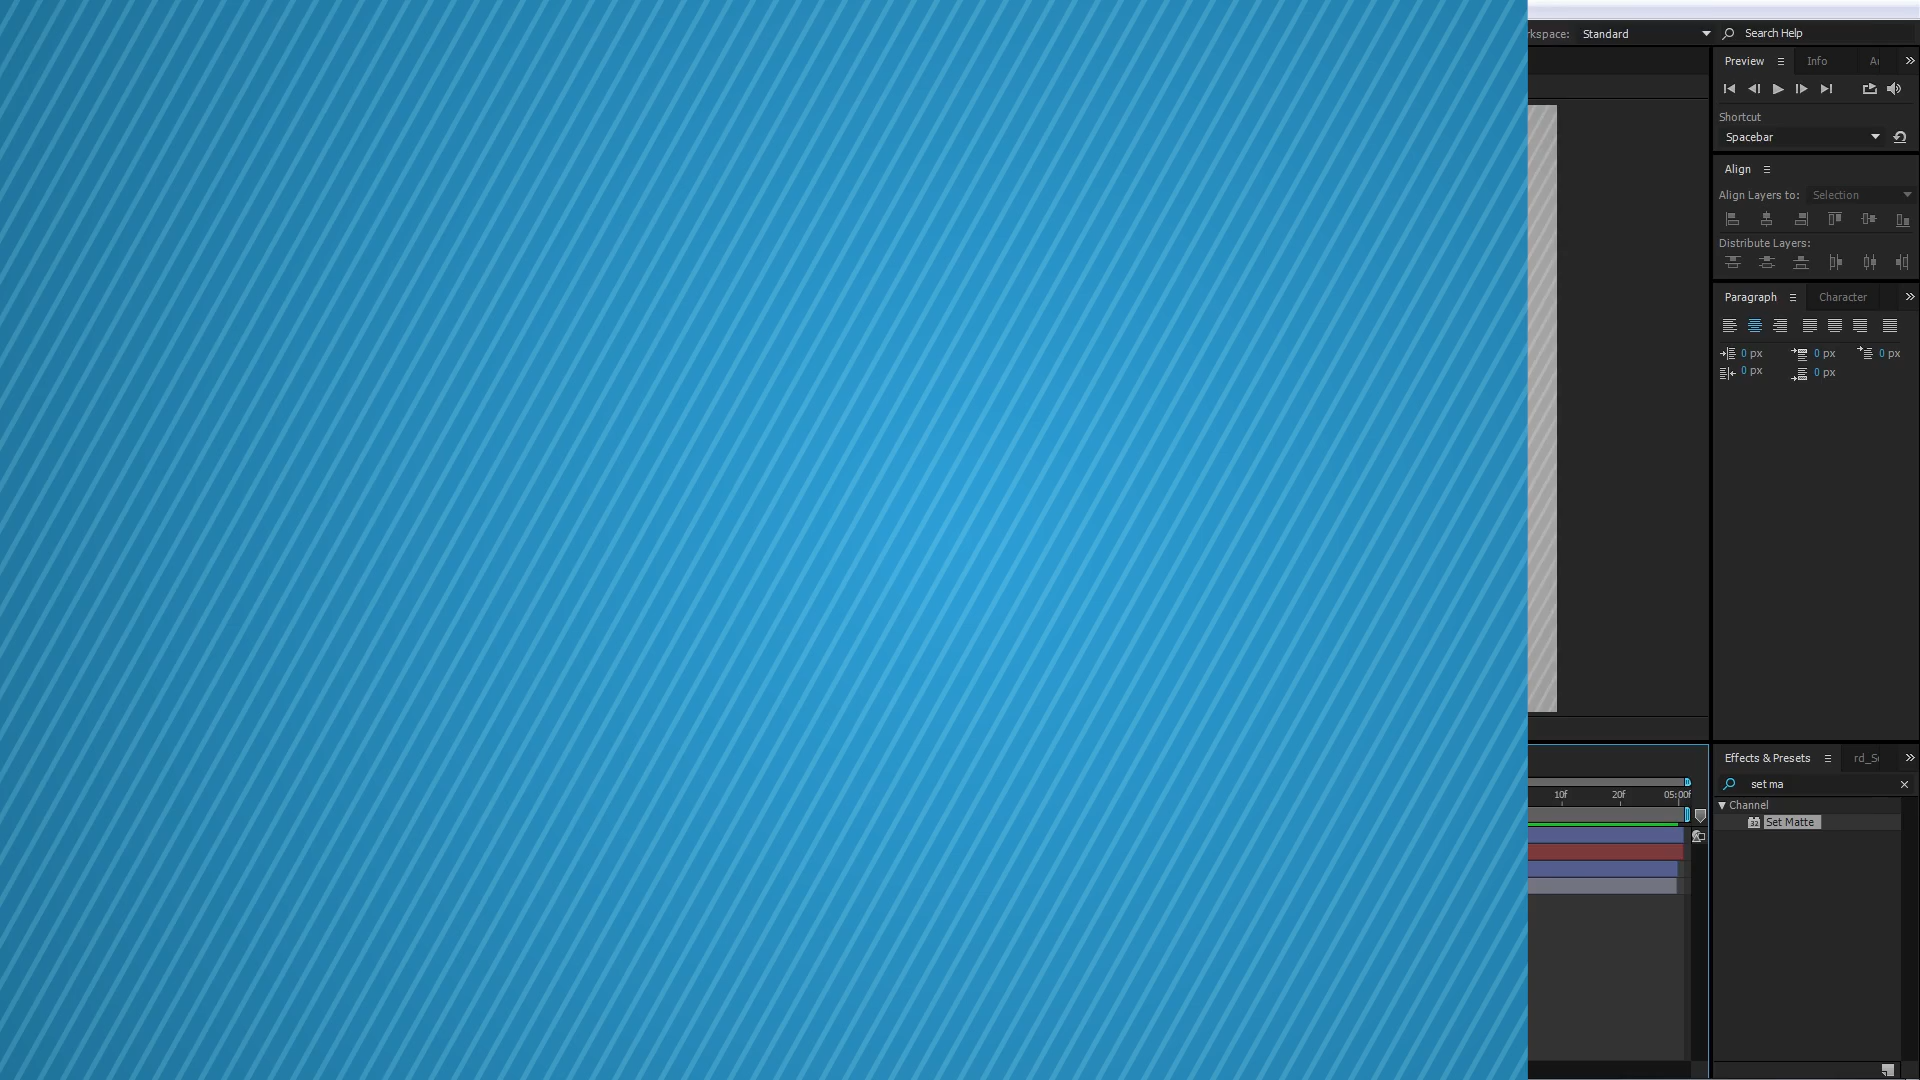 rkspace: Standard Search Help
Preview Info
Shortcut
Spacebar
Align
Align Layers to: Selection
Distribute Layers:
Paragraph Character
0 px 0 px 0 px
0 px 0 px
Effects & Presets rd_S
set ma
10f 20f 05:00f
Channel
32 Set Matte